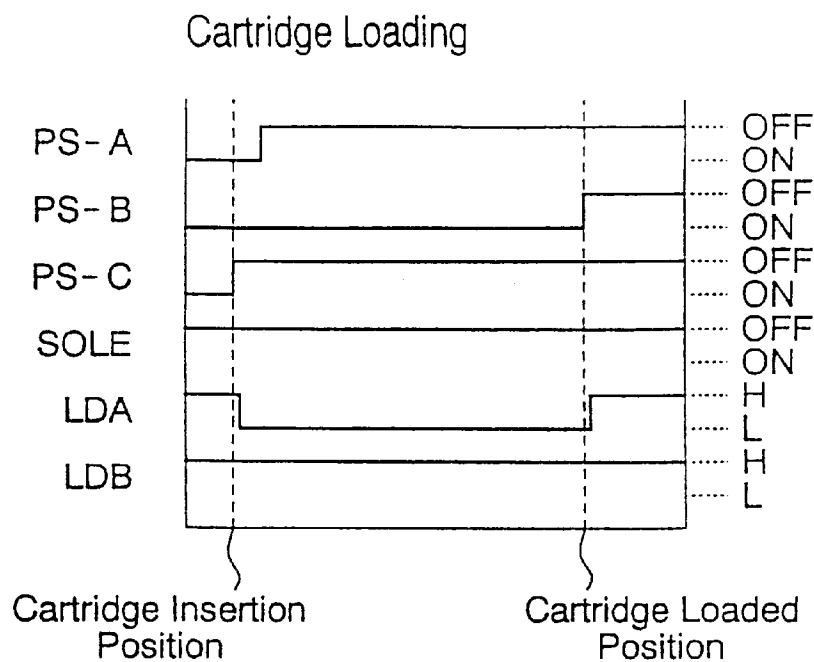 Cartridge Loading
PS-A
OFF
ON
PS-B
OFF
ON
PS-C
OFF
ON
SOLE
OFF
ON
LDA
H
L
LDB
H
L
Cartridge Insertion
Position
Cartridge Loaded
Position